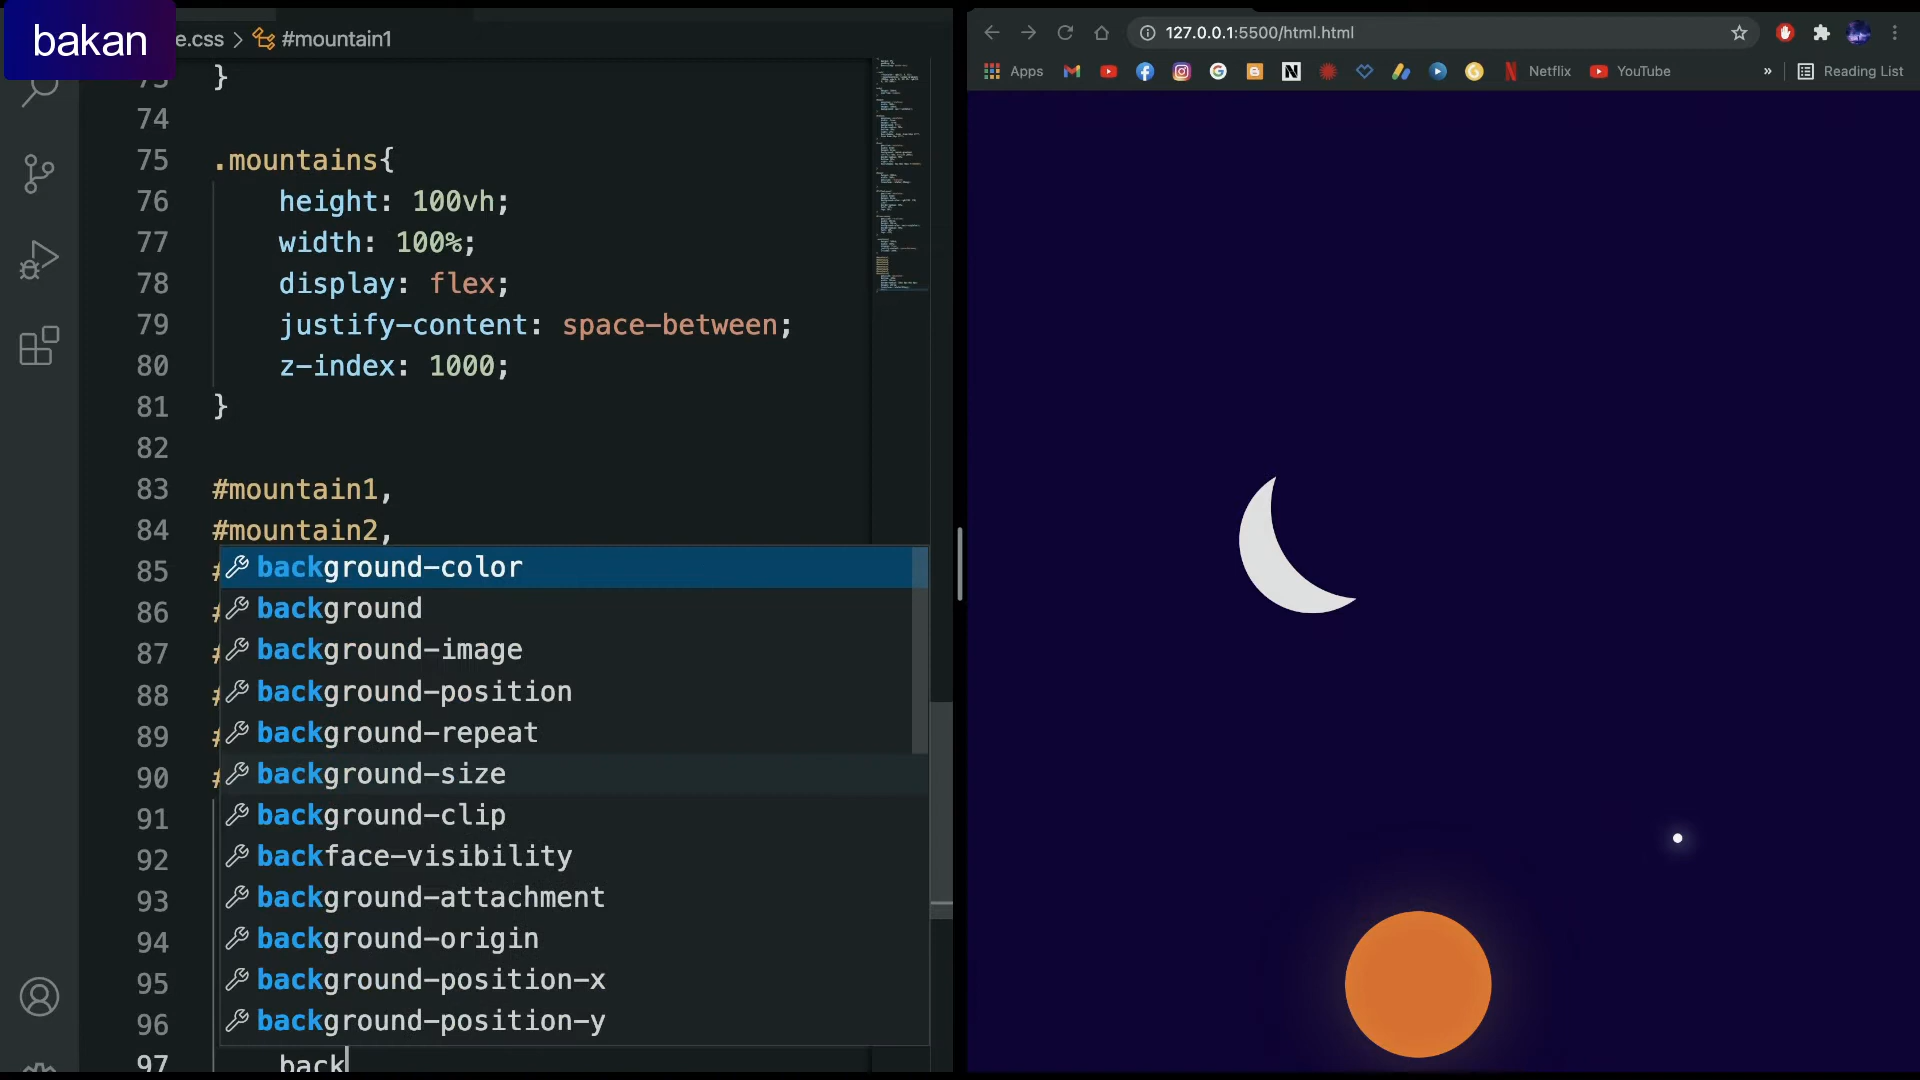 bakan
e.css > #mountain1
127.0.0.1:5500/html.html
Apps
Netflix
YouTube
»
Reading List
73 }
74
75 .mountains{
76 height: 100vh;
77 width: 100%;
78 display: flex;
79 justify-content: space-between;
80 z-index: 1000;
81 }
82
83 #mountain1,
84 #mountain2,
85 #
86 #
87 #
88 #
89 #
90 #
91
92
93
94
95
96
97 back
background-color
background
background-image
background-position
background-repeat
background-size
background-clip
backface-visibility
background-attachment
background-origin
background-position-x
background-position-y